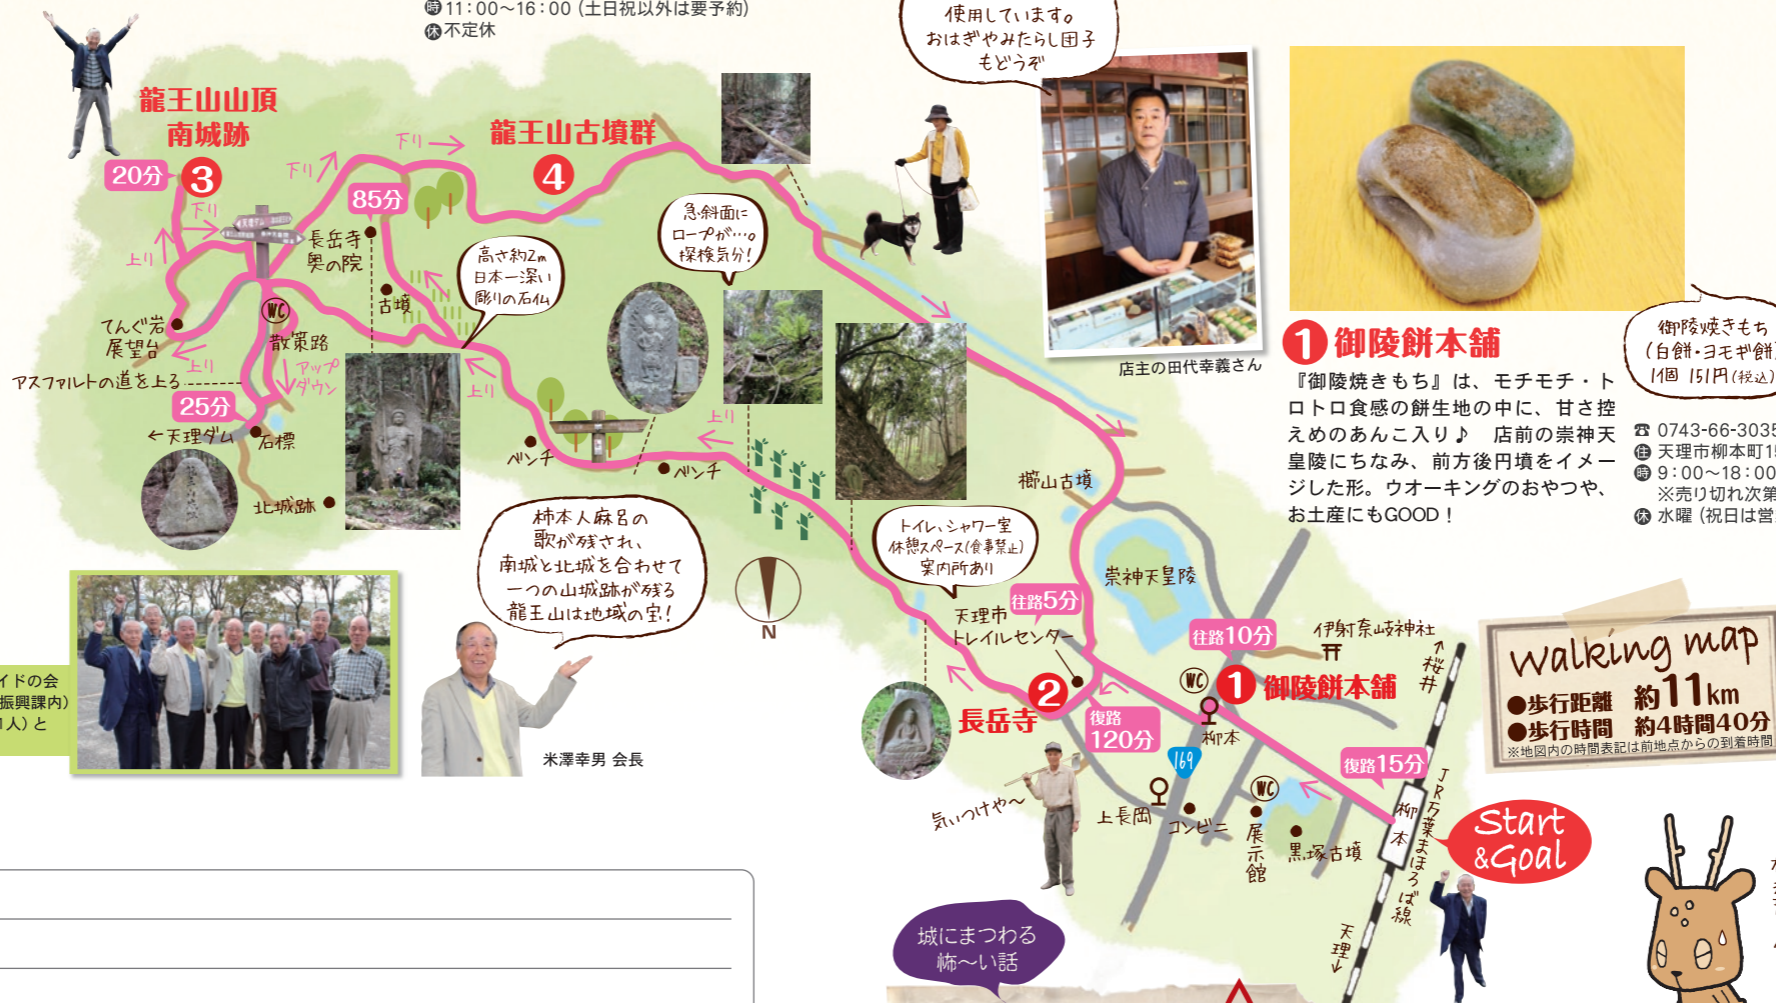 時 11:00〜16:00 (土日祝以外は要予約)
休 不定休
使用しています。
おはぎやみたらし団子
もどうぞ
龍王山山頂
南城跡
20分
3
下り
下り
下り
龍王山古墳群
4
85分
上り
天理ダム
長岳寺
奥の院
古墳
高さ約2m
日本一深い
彫りの石仏
急斜面に
ロープが…。
探検気分!
てんぐ岩
展望台
WC
散策路
上り
アップ
ダウン
アスファルトの道を上る
25分
←天理ダム
石標
北城跡
上り
ベンチ
上り
ベンチ
店主の田代幸義さん
1 御陵餅本舗
『御陵焼きもち』は、モチモチ・ト
ロトロ食感の餅生地の中に、甘さ控
えめのあんこ入り♪ 店前の崇神天
皇陵にちなみ、前方後円墳をイメー
ジした形。ウオーキングのおやつや、
お土産にもGOOD!
御陵焼きもち
(白餅・ヨモギ餅)
1個 151円(税込)
☎ 0743-66-3035
住 天理市柳本町15
時 9:00〜18:00
※売り切れ次第
休 水曜 (祝日は営
櫛山古墳
トイレ、シャワー室
休憩スペース(食事禁止)
案内所あり
崇神天皇陵
天理市
トレイルセンター
往路5分
往路10分
伊射奈岐神社
↑桜井
2
長岳寺
WC
1 御陵餅本舗
復路
120分
柳本
169
復路15分
上長岡
コンビニ
WC
展示館
黒塚古墳
柳本
JR万葉まほろば線
天理↓
Start
&Goal
N
柿本人麻呂の
歌が残され、
南城と北城を合わせて
一つの山城跡が残る
龍王山は地域の宝!
米澤幸男 会長
イドの会
振興課内)
1人)と
気いつけや〜
Walking map
●歩行距離 約11km
●歩行時間 約4時間40分
※地図内の時間表記は前地点からの到着時間
城にまつわる
怖〜い話